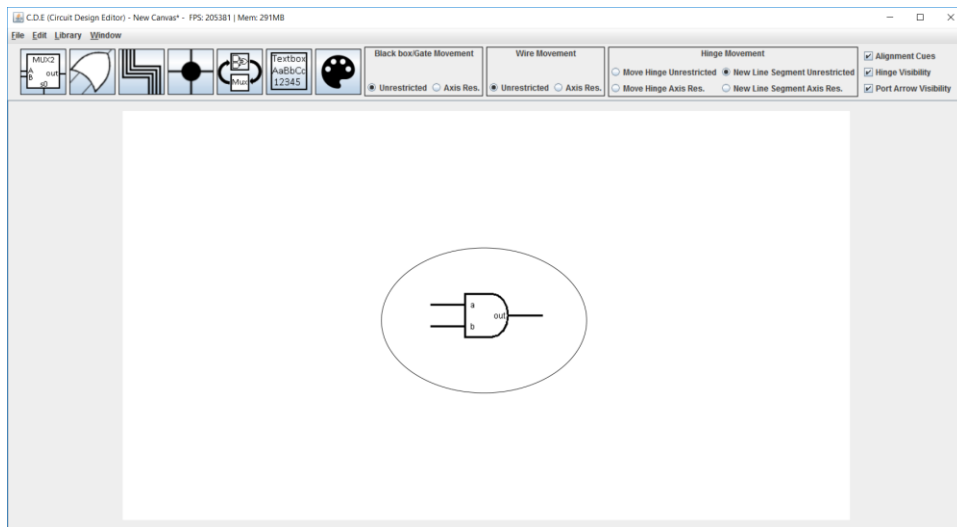 C.D.E (Circuit Design Editor) - New Canvas* - FPS: 205381 | Mem: 291MB
File Edit Library Window
MUX2
A
B
out
s0
Mux
Textbox
AaBbCc
12345
Black box/Gate Movement
Unrestricted Axis Res.
Wire Movement
Unrestricted Axis Res.
Hinge Movement
Move Hinge Unrestricted New Line Segment Unrestricted
Move Hinge Axis Res. New Line Segment Axis Res.
Alignment Cues
Hinge Visibility
Port Arrow Visibility
a
out
b